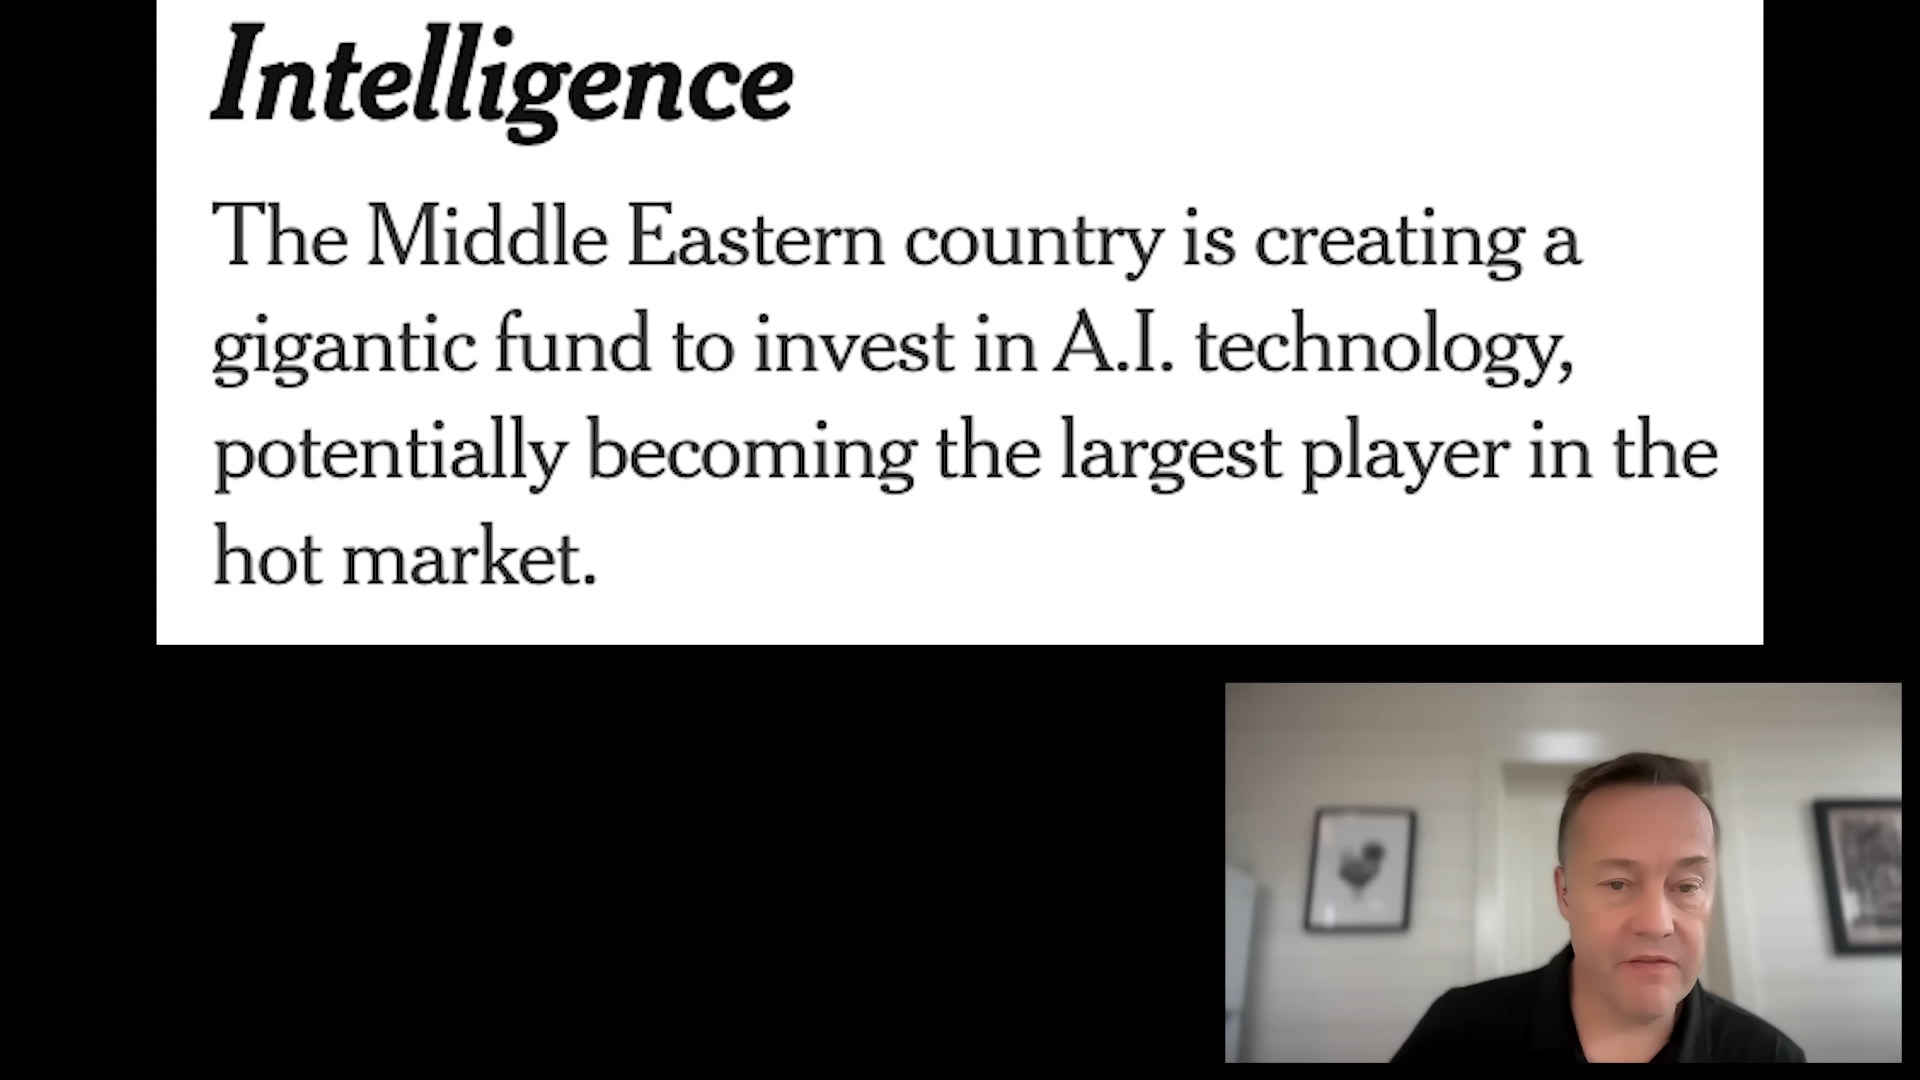 Intelligence
The Middle Eastern country is creating a
gigantic fund to invest in A.I. technology,
potentially becoming the largest player in the
hot market.